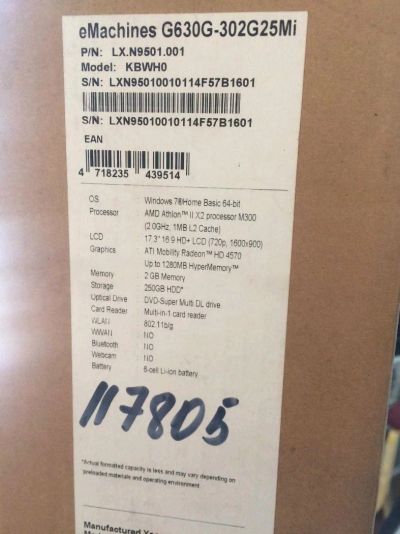 eMachines G630G-302G25Mi
P/N: LX.N9501.001
Model: KBWH0
S/N: LXN95010010114F57B1601
S/N: LXN95010010114F57B1601
EAN
4 718235 439514
OS : Windows 7®Home Basic 64-bit
Processor : AMD Athlon™ II X2 processor M300
(2.0GHz, 1MB L2 Cache)
LCD : 17.3" 16:9 HD+ LCD (720p, 1600x900)
Graphics : ATI Mobility Radeon™ HD 4570
Up to 1280MB HyperMemory™
Memory : 2 GB Memory
Storage : 250GB HDD*
Optical Drive : DVD-Super Multi DL drive
Card Reader : Multi-in-1 card reader
WLAN : 802.11b/g
WWAN : NO
Bluetooth : NO
Webcam : NO
Battery : 6-cell Li-ion battery
117805
*Actual formatted capacity is less and may vary depending on
preloaded materials and operating environment.
Manufactured